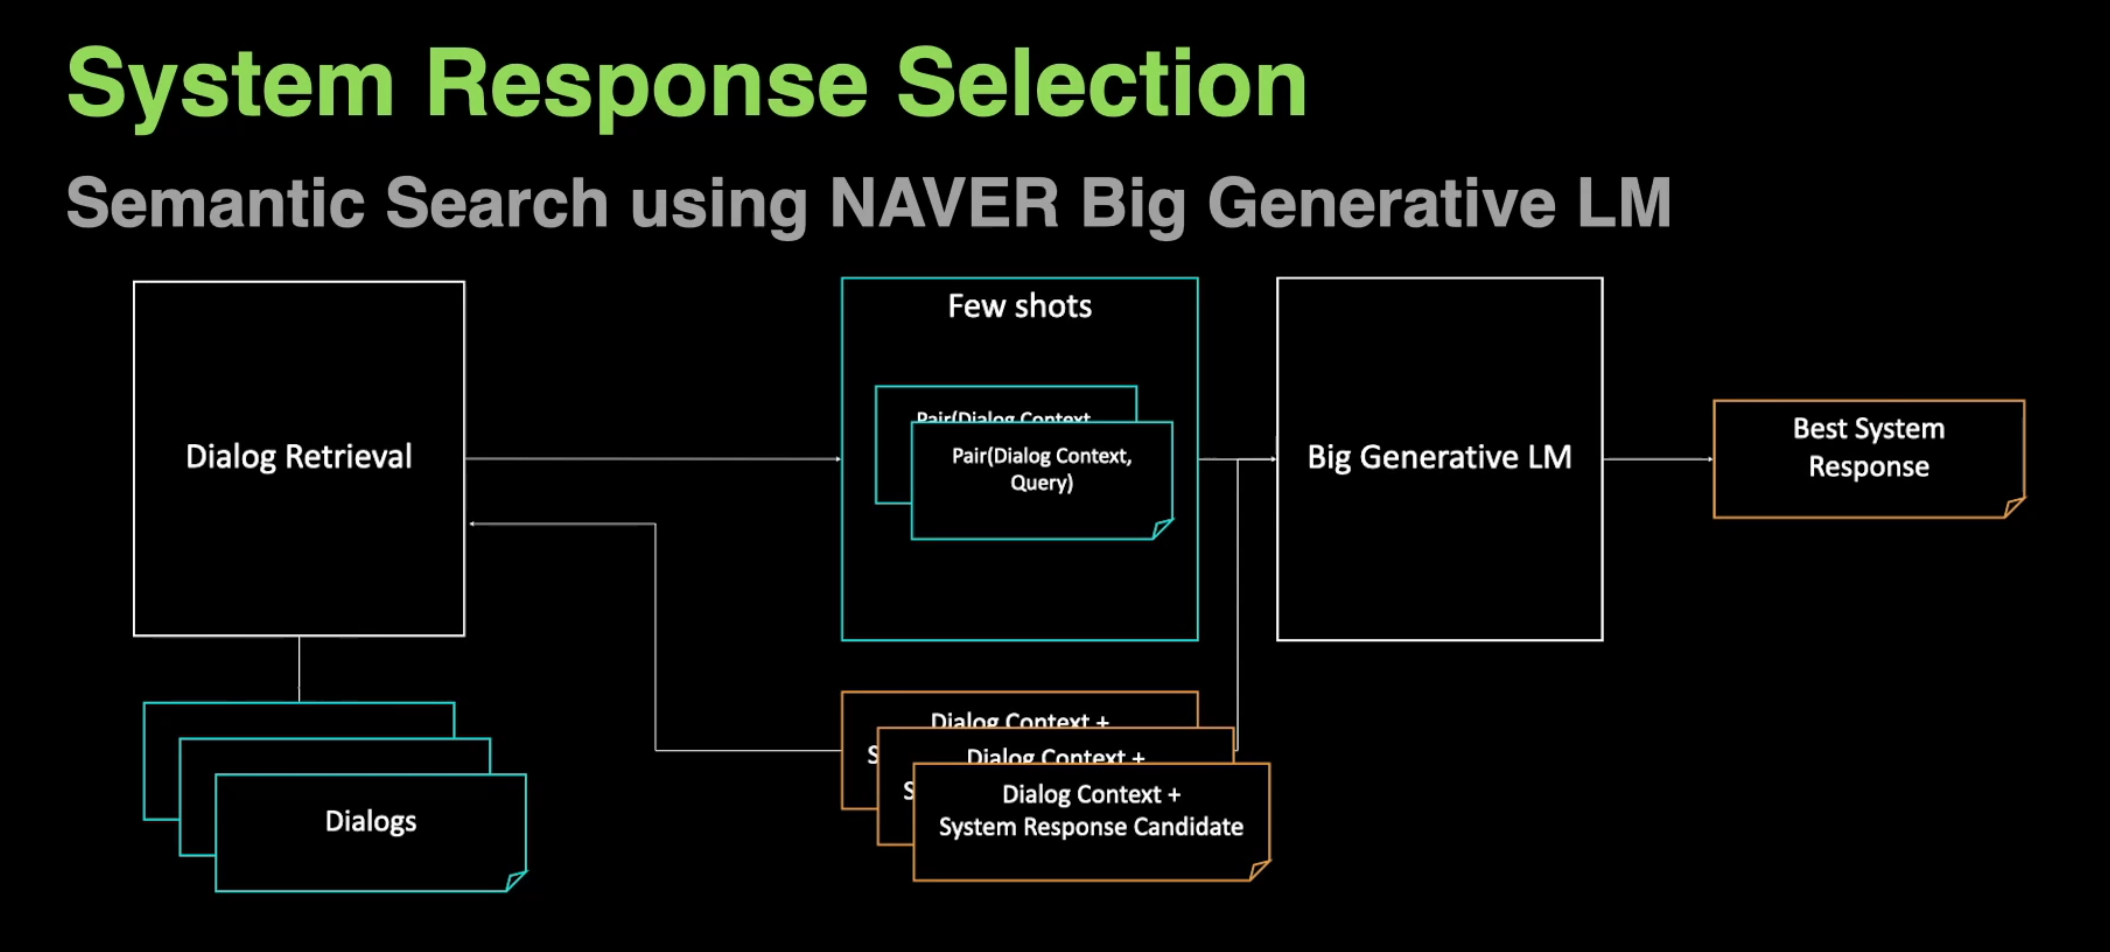 System Response Selection
Semantic Search using NAVER Big Generative LM
Dialog Retrieval
Few shots
Pair(Dialog Context,
Pair(Dialog Context,
Query)
Big Generative LM
Best System
Response
Dialogs
Dialog Context +
S
Dialog Context +
S
Dialog Context +
System Response Candidate